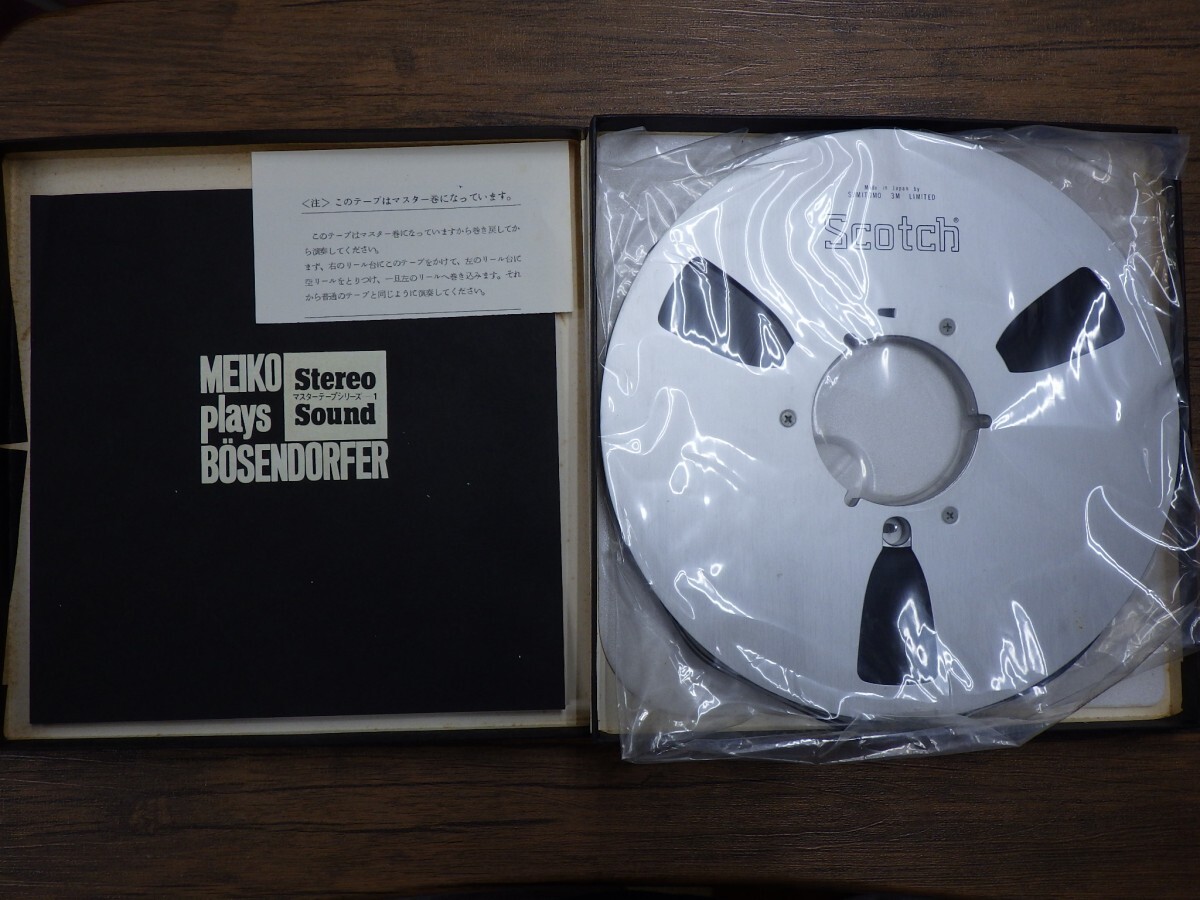 〈注〉このテープはマスター巻になっています。
このテープはマスター巻になっていますから巻き戻してか
ら演奏してください。
まず、右のリール台にこのテープをかけて、左のリール台に
空リールをとりつけ、一旦左のリールへ巻き込みます。それ
から普通のテープと同じように演奏してください。
MEIKO
plays
BÖSENDORFER
Stereo
マスターテープシリーズ—1
Sound
Made in Japan by
SUMITOMO 3M LIMITED
Scotch®